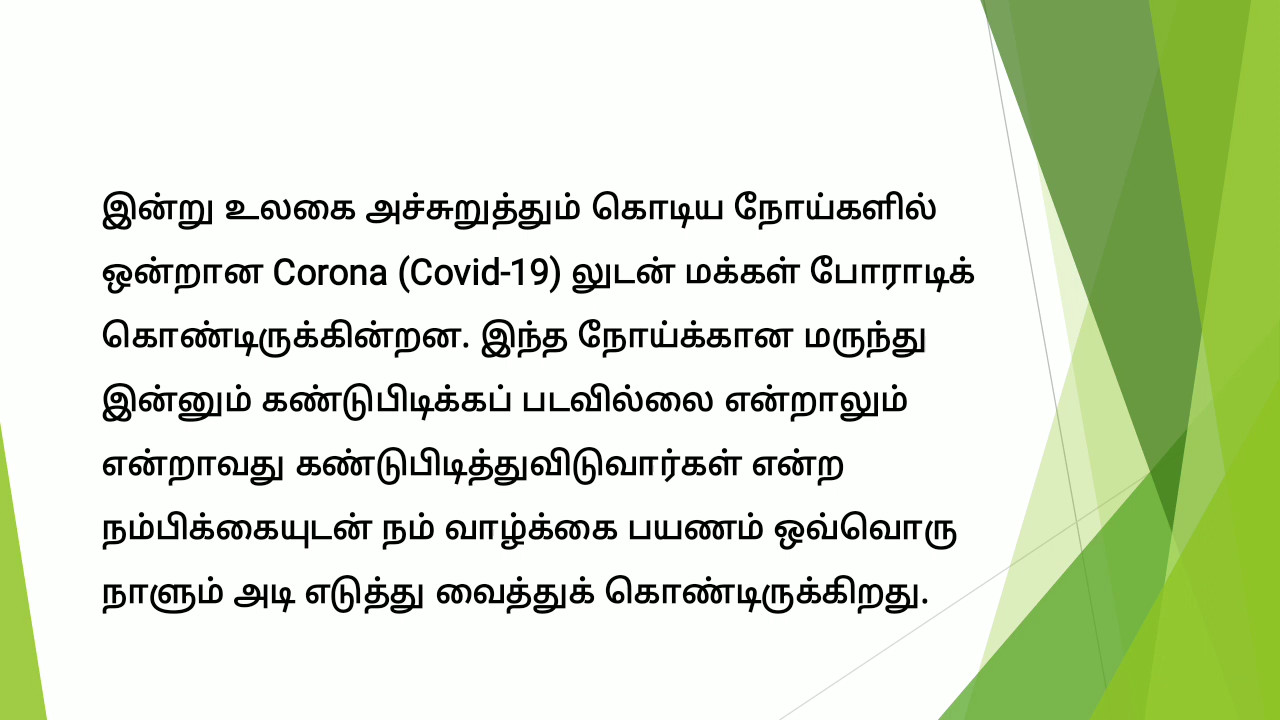 இன்று உலகை அச்சுறுத்தும் கொடிய நோய்களில்
ஒன்றான Corona (Covid-19) லுடன் மக்கள் போராடிக்
கொண்டிருக்கின்றன. இந்த நோய்க்கான மருந்து
இன்னும் கண்டுபிடிக்கப் படவில்லை என்றாலும்
என்றாவது கண்டுபிடித்துவிடுவார்கள் என்ற
நம்பிக்கையுடன் நம் வாழ்க்கை பயணம் ஒவ்வொரு
நாளும் அடி எடுத்து வைத்துக் கொண்டிருக்கிறது.